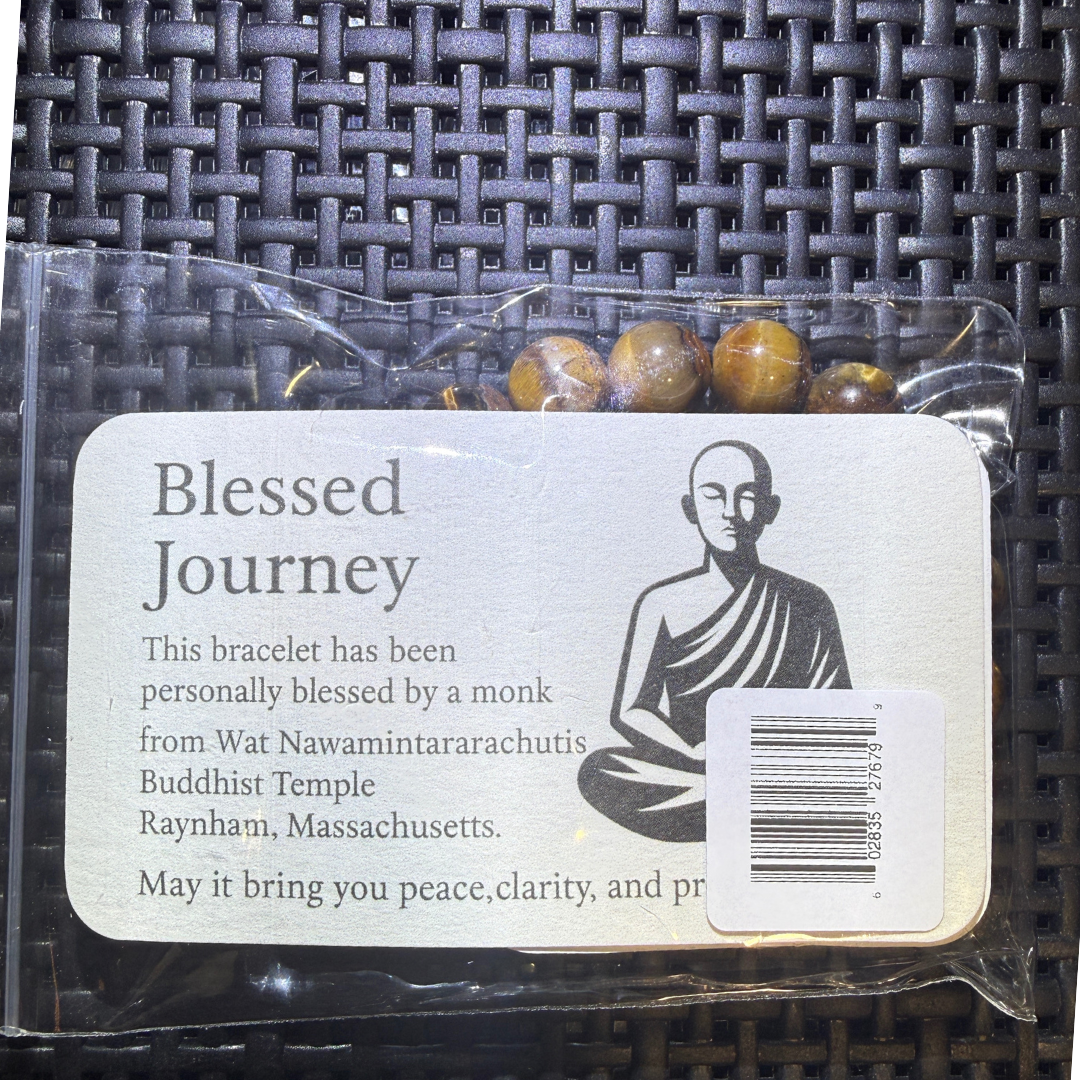 Blessed
Journey
This bracelet has been
personally blessed by a monk
from Wat Nawamintararachutis
Buddhist Temple
Raynham, Massachusetts.
May it bring you peace,clarity, and pr
6 02835 27679 9